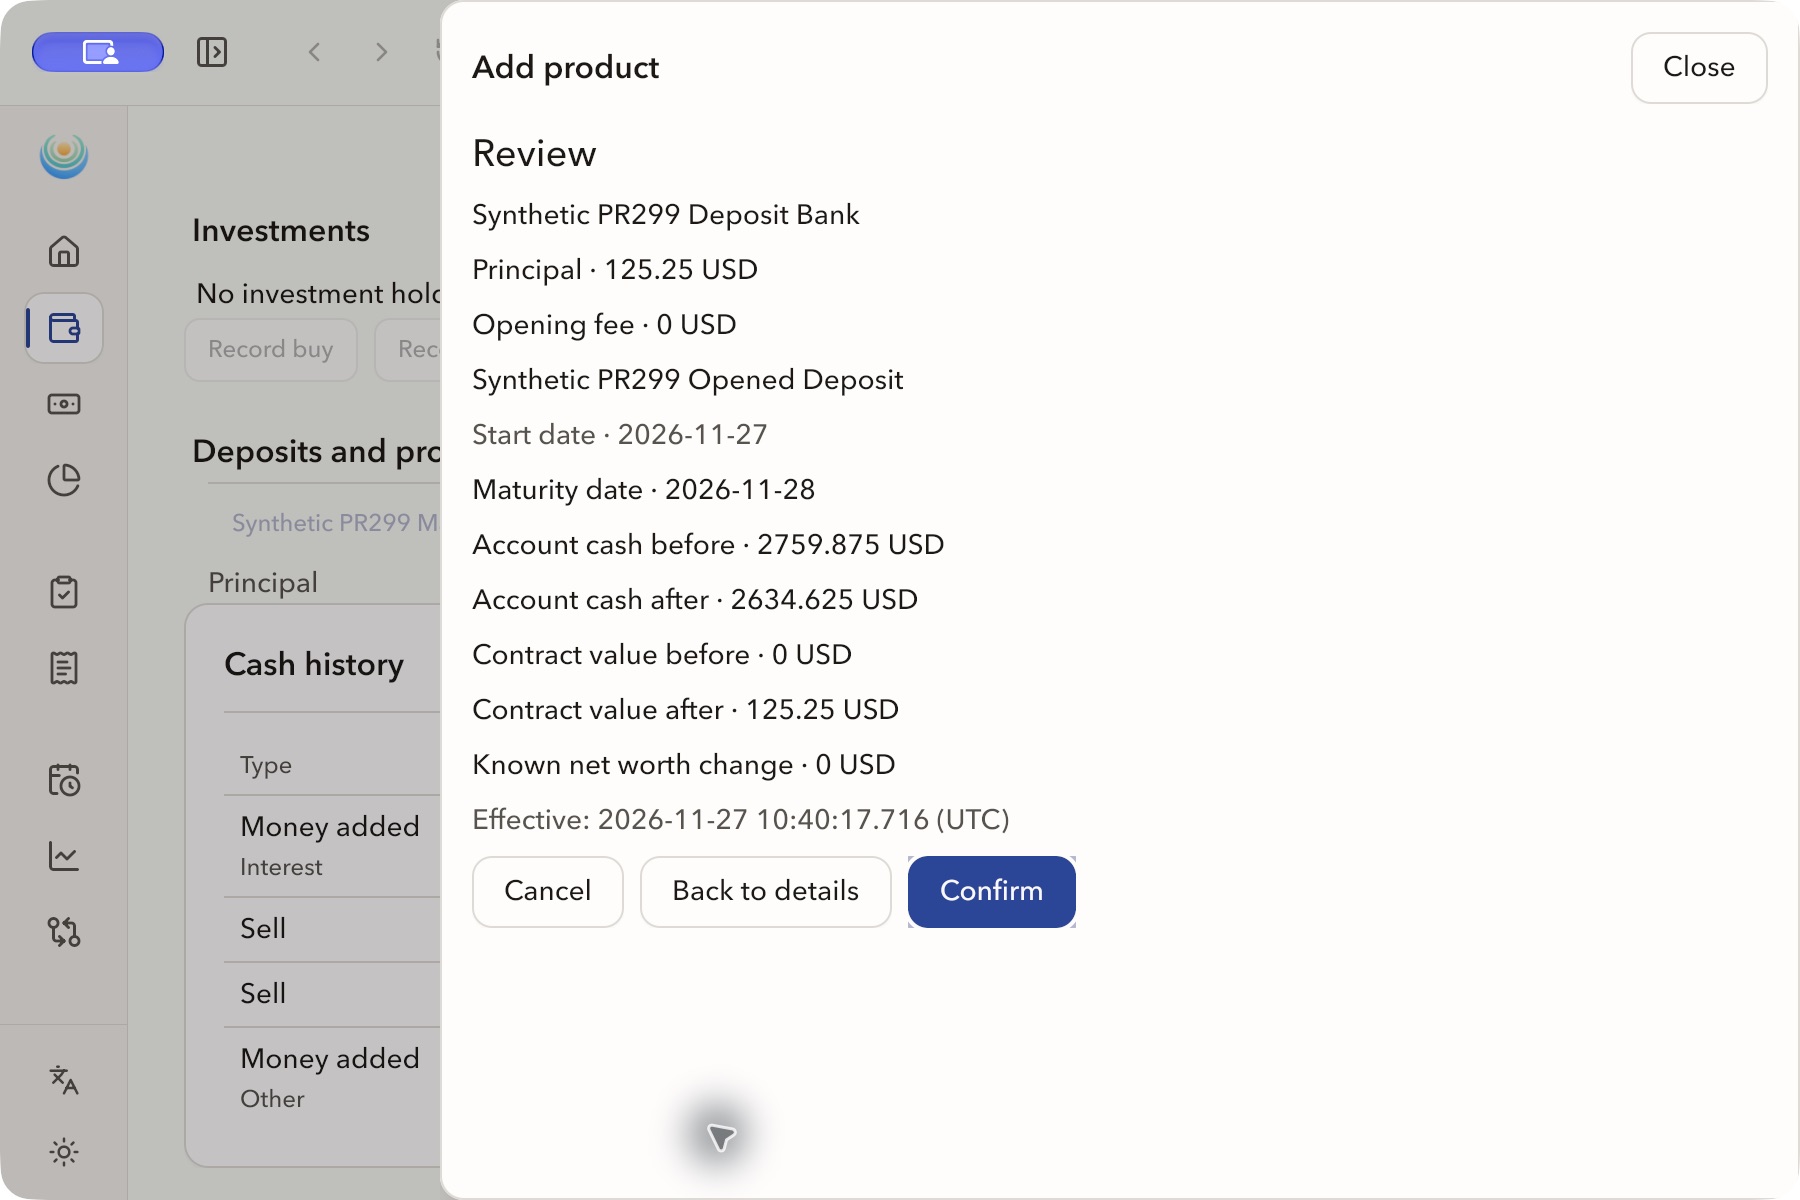 Add product
Close
Review
Synthetic PR299 Deposit Bank
Principal · 125.25 USD
Opening fee · 0 USD
Synthetic PR299 Opened Deposit
Start date · 2026-11-27
Maturity date · 2026-11-28
Account cash before · 2759.875 USD
Account cash after · 2634.625 USD
Contract value before · 0 USD
Contract value after · 125.25 USD
Known net worth change · 0 USD
Effective: 2026-11-27 10:40:17.716 (UTC)
Cancel
Back to details
Confirm
Investments
No investment
Record buy
Deposits and
Synthetic PR299
Principal
Cash history
Type
Money added
Interest
Sell
Sell
Money added
Other